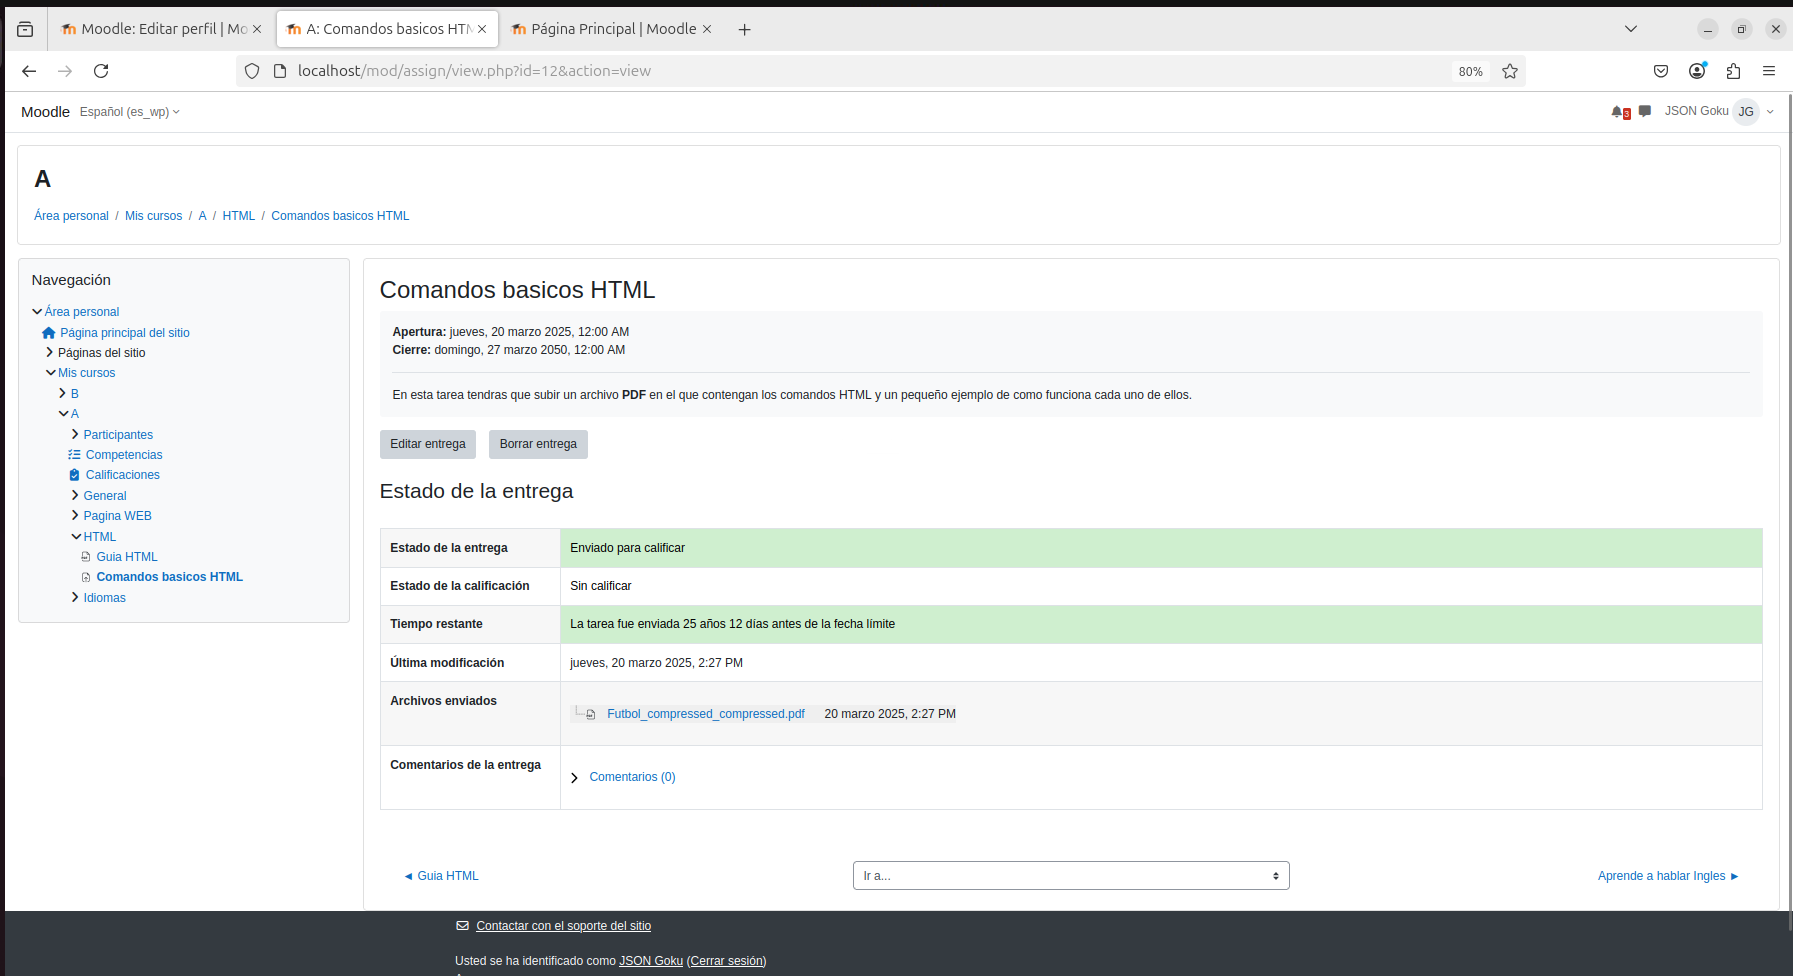 Moodle: Editar perfil | Mo
A: Comandos basicos HTM
Página Principal | Moodle
localhost/mod/assign/view.php?id=12&action=view
80%
Moodle
Español (es_wp)
3
JSON Goku
JG
A
Área personal / Mis cursos / A / HTML / Comandos basicos HTML
Navegación
Área personal
Página principal del sitio
Páginas del sitio
Mis cursos
B
A
Participantes
Competencias
Calificaciones
General
Pagina WEB
HTML
Guia HTML
Comandos basicos HTML
Idiomas
Comandos basicos HTML
Apertura: jueves, 20 marzo 2025, 12:00 AM
Cierre: domingo, 27 marzo 2050, 12:00 AM
En esta tarea tendras que subir un archivo PDF en el que contengan los comandos HTML y un pequeño ejemplo de como funciona cada uno de ellos.
Editar entrega
Borrar entrega
Estado de la entrega
Estado de la entrega
Enviado para calificar
Estado de la calificación
Sin calificar
Tiempo restante
La tarea fue enviada 25 años 12 días antes de la fecha límite
Última modificación
jueves, 20 marzo 2025, 2:27 PM
Archivos enviados
Futbol_compressed_compressed.pdf
20 marzo 2025, 2:27 PM
Comentarios de la entrega
Comentarios (0)
◄ Guia HTML
Ir a...
Aprende a hablar Ingles ►
Contactar con el soporte del sitio
Usted se ha identificado como JSON Goku (Cerrar sesión)